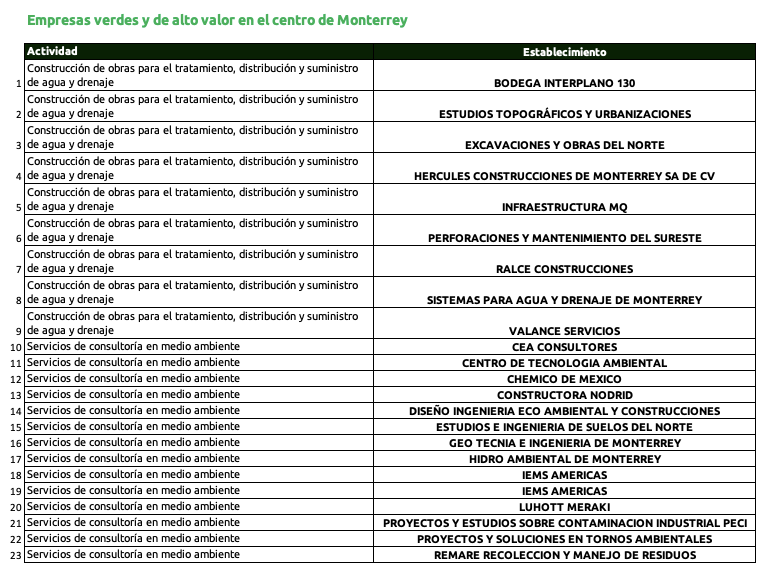 Empresas verdes y de alto valor en el centro de Monterrey
Actividad Establecimiento
Construcción de obras para el tratamiento, distribución y suministro
1 de agua y drenaje BODEGA INTERPLANO 130
Construcción de obras para el tratamiento, distribución y suministro
2 de agua y drenaje ESTUDIOS TOPOGRÁFICOS Y URBANIZACIONES
Construcción de obras para el tratamiento, distribución y suministro
3 de agua y drenaje EXCAVACIONES Y OBRAS DEL NORTE
Construcción de obras para el tratamiento, distribución y suministro
4 de agua y drenaje HERCULES CONSTRUCCIONES DE MONTERREY SA DE CV
Construcción de obras para el tratamiento, distribución y suministro
5 de agua y drenaje INFRAESTRUCTURA MQ
Construcción de obras para el tratamiento, distribución y suministro
6 de agua y drenaje PERFORACIONES Y MANTENIMIENTO DEL SURESTE
Construcción de obras para el tratamiento, distribución y suministro
7 de agua y drenaje RALCE CONSTRUCCIONES
Construcción de obras para el tratamiento, distribución y suministro
8 de agua y drenaje SISTEMAS PARA AGUA Y DRENAJE DE MONTERREY
Construcción de obras para el tratamiento, distribución y suministro
9 de agua y drenaje VALANCE SERVICIOS
10 Servicios de consultoría en medio ambiente CEA CONSULTORES
11 Servicios de consultoría en medio ambiente CENTRO DE TECNOLOGIA AMBIENTAL
12 Servicios de consultoría en medio ambiente CHEMICO DE MEXICO
13 Servicios de consultoría en medio ambiente CONSTRUCTORA NODRID
14 Servicios de consultoría en medio ambiente DISEÑO INGENIERIA ECO AMBIENTAL Y CONSTRUCCIONES
15 Servicios de consultoría en medio ambiente ESTUDIOS E INGENIERIA DE SUELOS DEL NORTE
16 Servicios de consultoría en medio ambiente GEO TECNIA E INGENIERIA DE MONTERREY
17 Servicios de consultoría en medio ambiente HIDRO AMBIENTAL DE MONTERREY
18 Servicios de consultoría en medio ambiente IEMS AMERICAS
19 Servicios de consultoría en medio ambiente IEMS AMERICAS
20 Servicios de consultoría en medio ambiente LUHOTT MERAKI
21 Servicios de consultoría en medio ambiente PROYECTOS Y ESTUDIOS SOBRE CONTAMINACION INDUSTRIAL PECI
22 Servicios de consultoría en medio ambiente PROYECTOS Y SOLUCIONES EN TORNOS AMBIENTALES
23 Servicios de consultoría en medio ambiente REMARE RECOLECCION Y MANEJO DE RESIDUOS